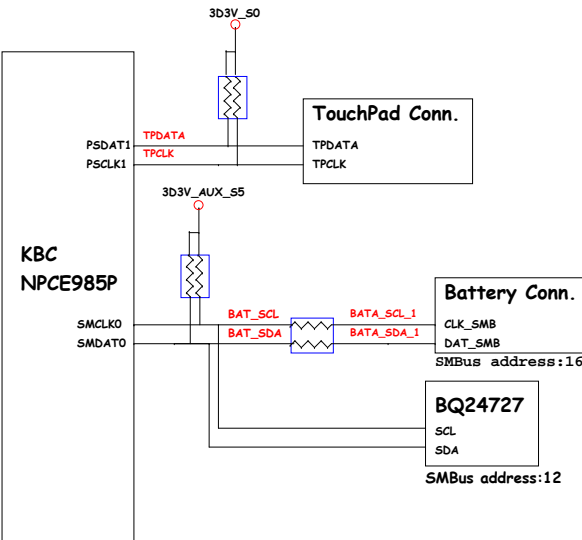 3D3V_S0
TouchPad Conn.
PSDAT1 TPDATA TPDATA
PSCLK1 TPCLK TPCLK
3D3V_AUX_S5
KBC
NPCE985P
Battery Conn.
SMCLK0 BAT_SCL BATA_SCL_1 CLK_SMB
SMDAT0 BAT_SDA BATA_SDA_1 DAT_SMB
SMBus address:16
BQ24727
SCL
SDA
SMBus address:12